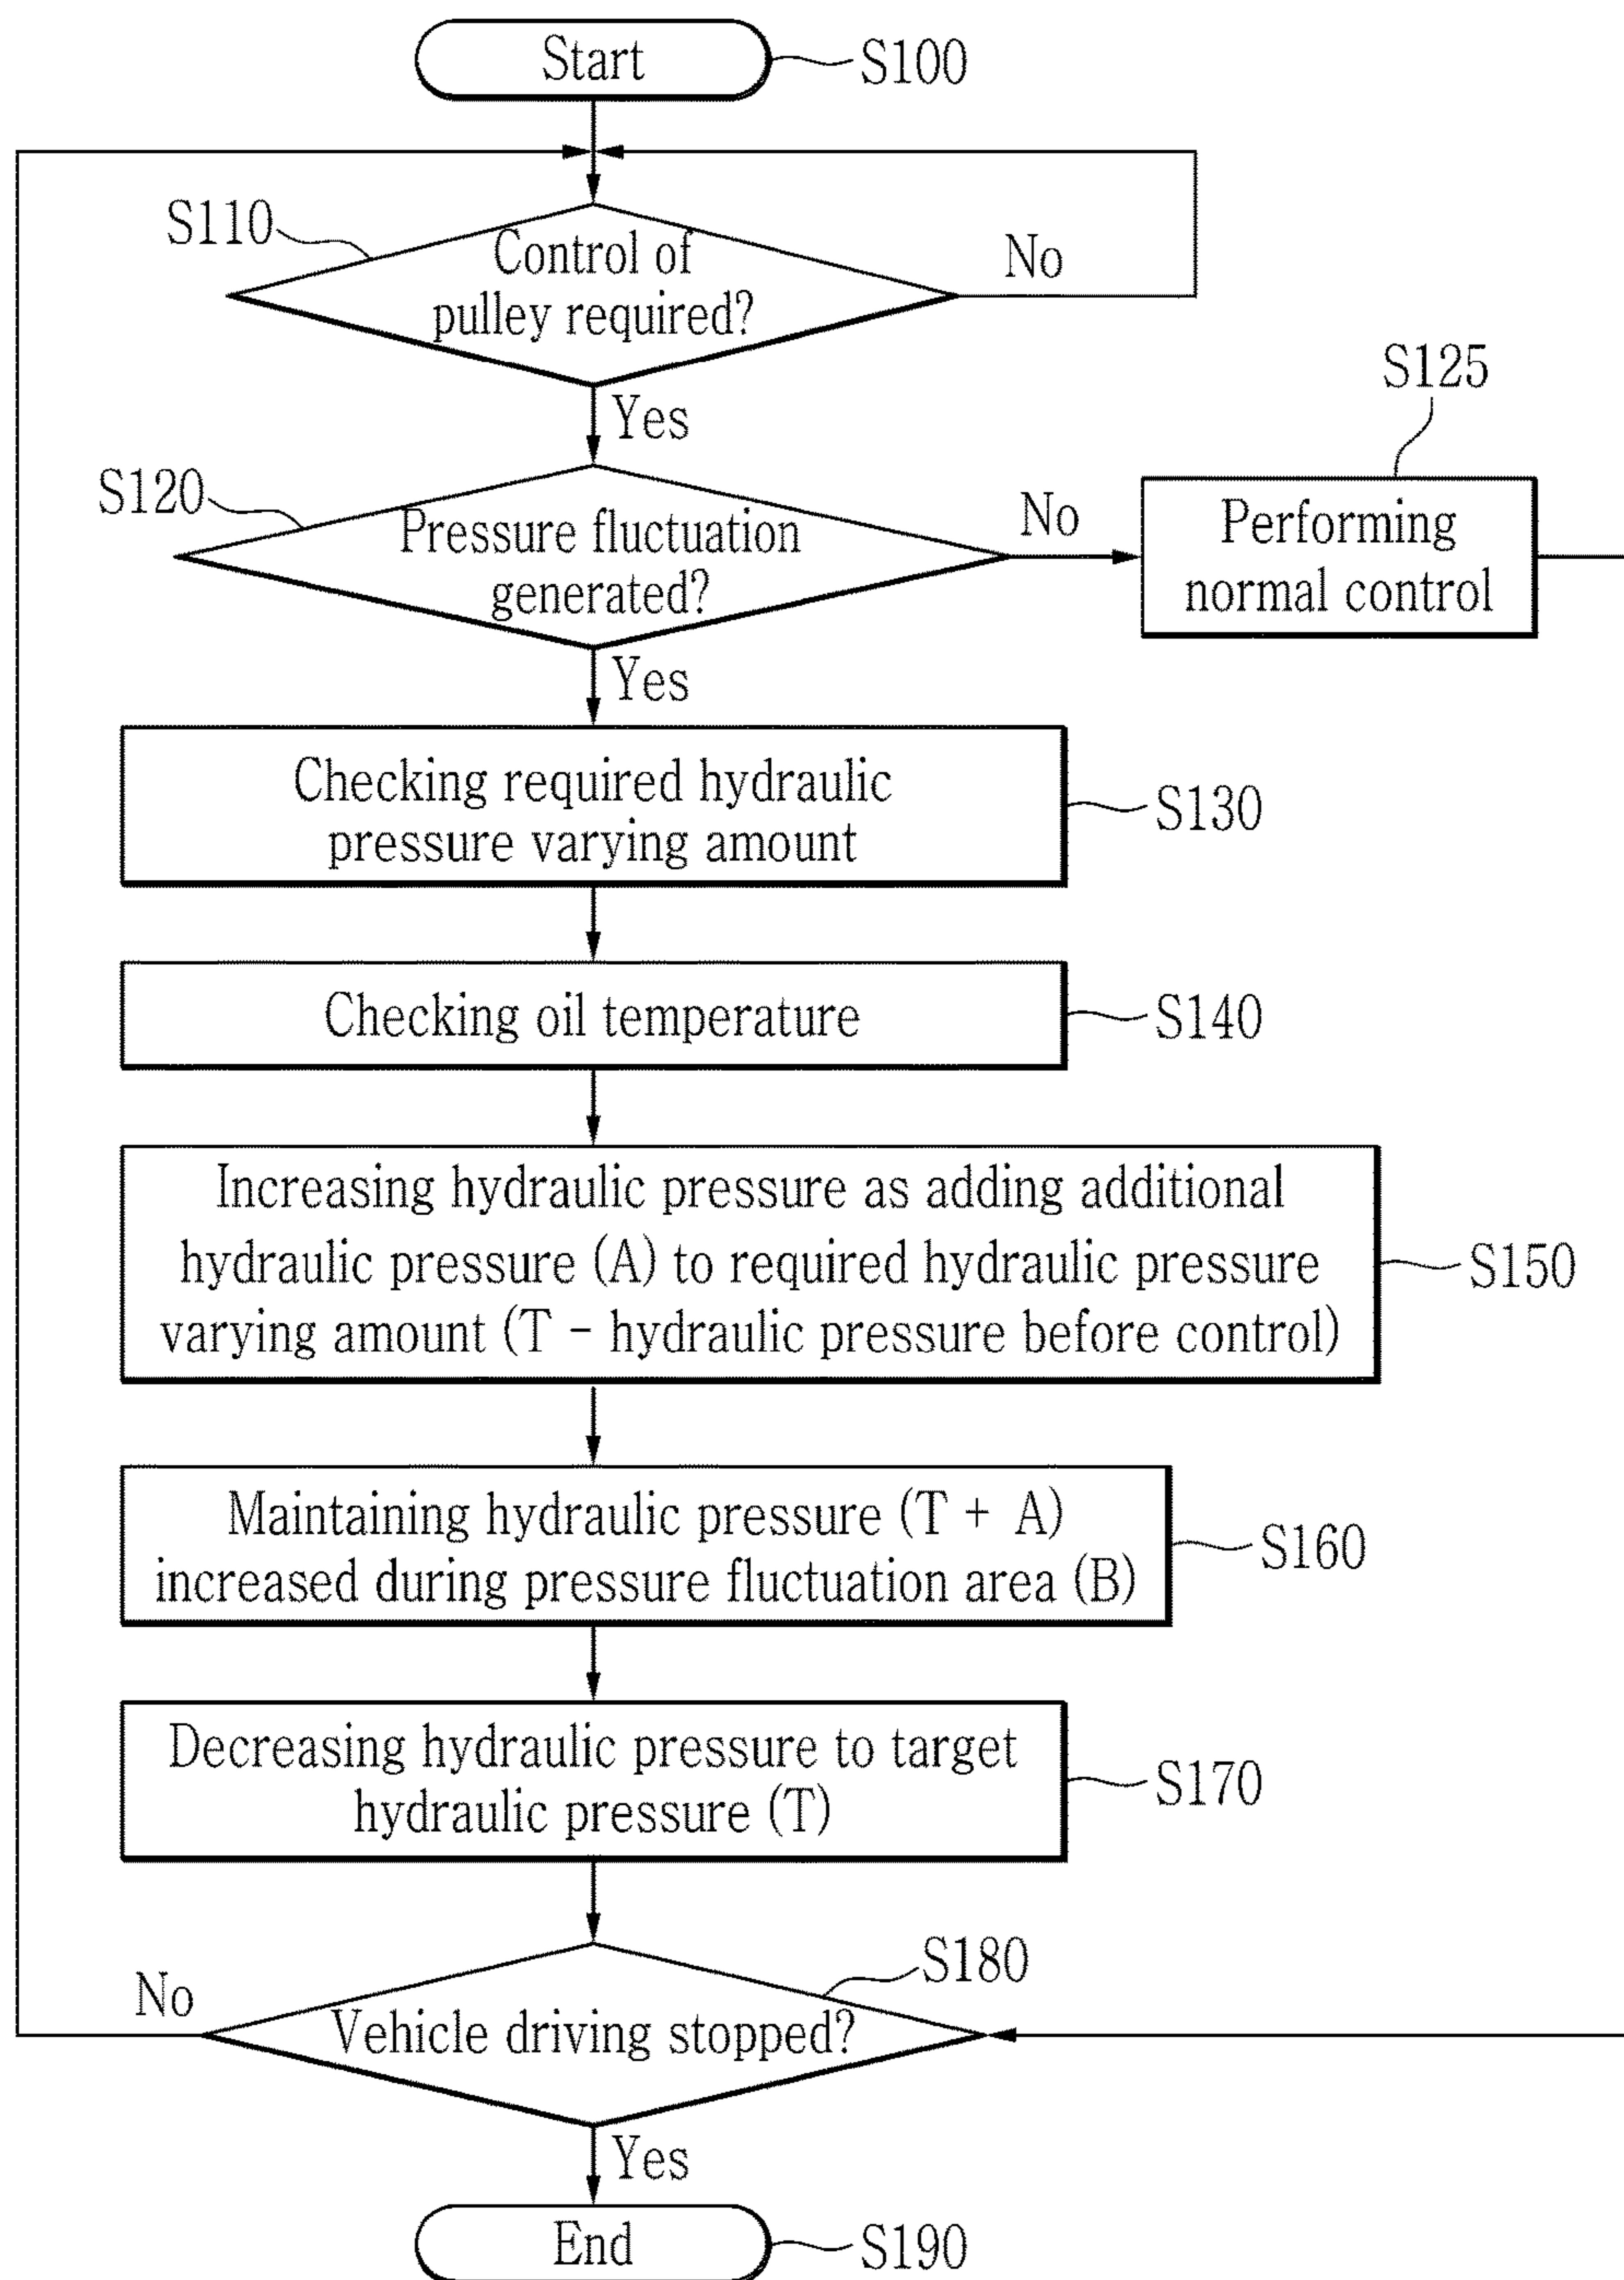 Start
S100
S110
Control of
pulley required?
No
Yes
S125
S120
Pressure fluctuation
generated?
No
Performing
normal control
Yes
Checking required hydraulic
pressure varying amount
S130
Checking oil temperature
S140
Increasing hydraulic pressure as adding additional
hydraulic pressure (A) to required hydraulic pressure
varying amount (T - hydraulic pressure before control)
S150
Maintaining hydraulic pressure (T + A)
increased during pressure fluctuation area (B)
S160
Decreasing hydraulic pressure to target
hydraulic pressure (T)
S170
S180
No
Vehicle driving stopped?
Yes
End
S190